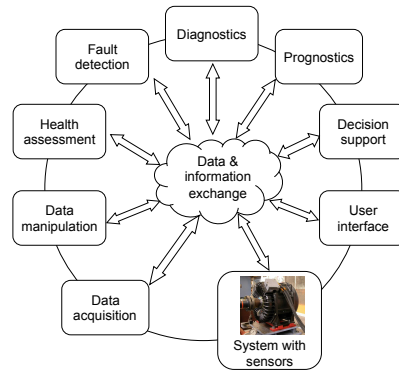 Diagnostics
Prognostics
Decision
support
User
interface
System with
sensors
Data
acquisition
Data
manipulation
Health
assessment
Fault
detection
Data &
information
exchange